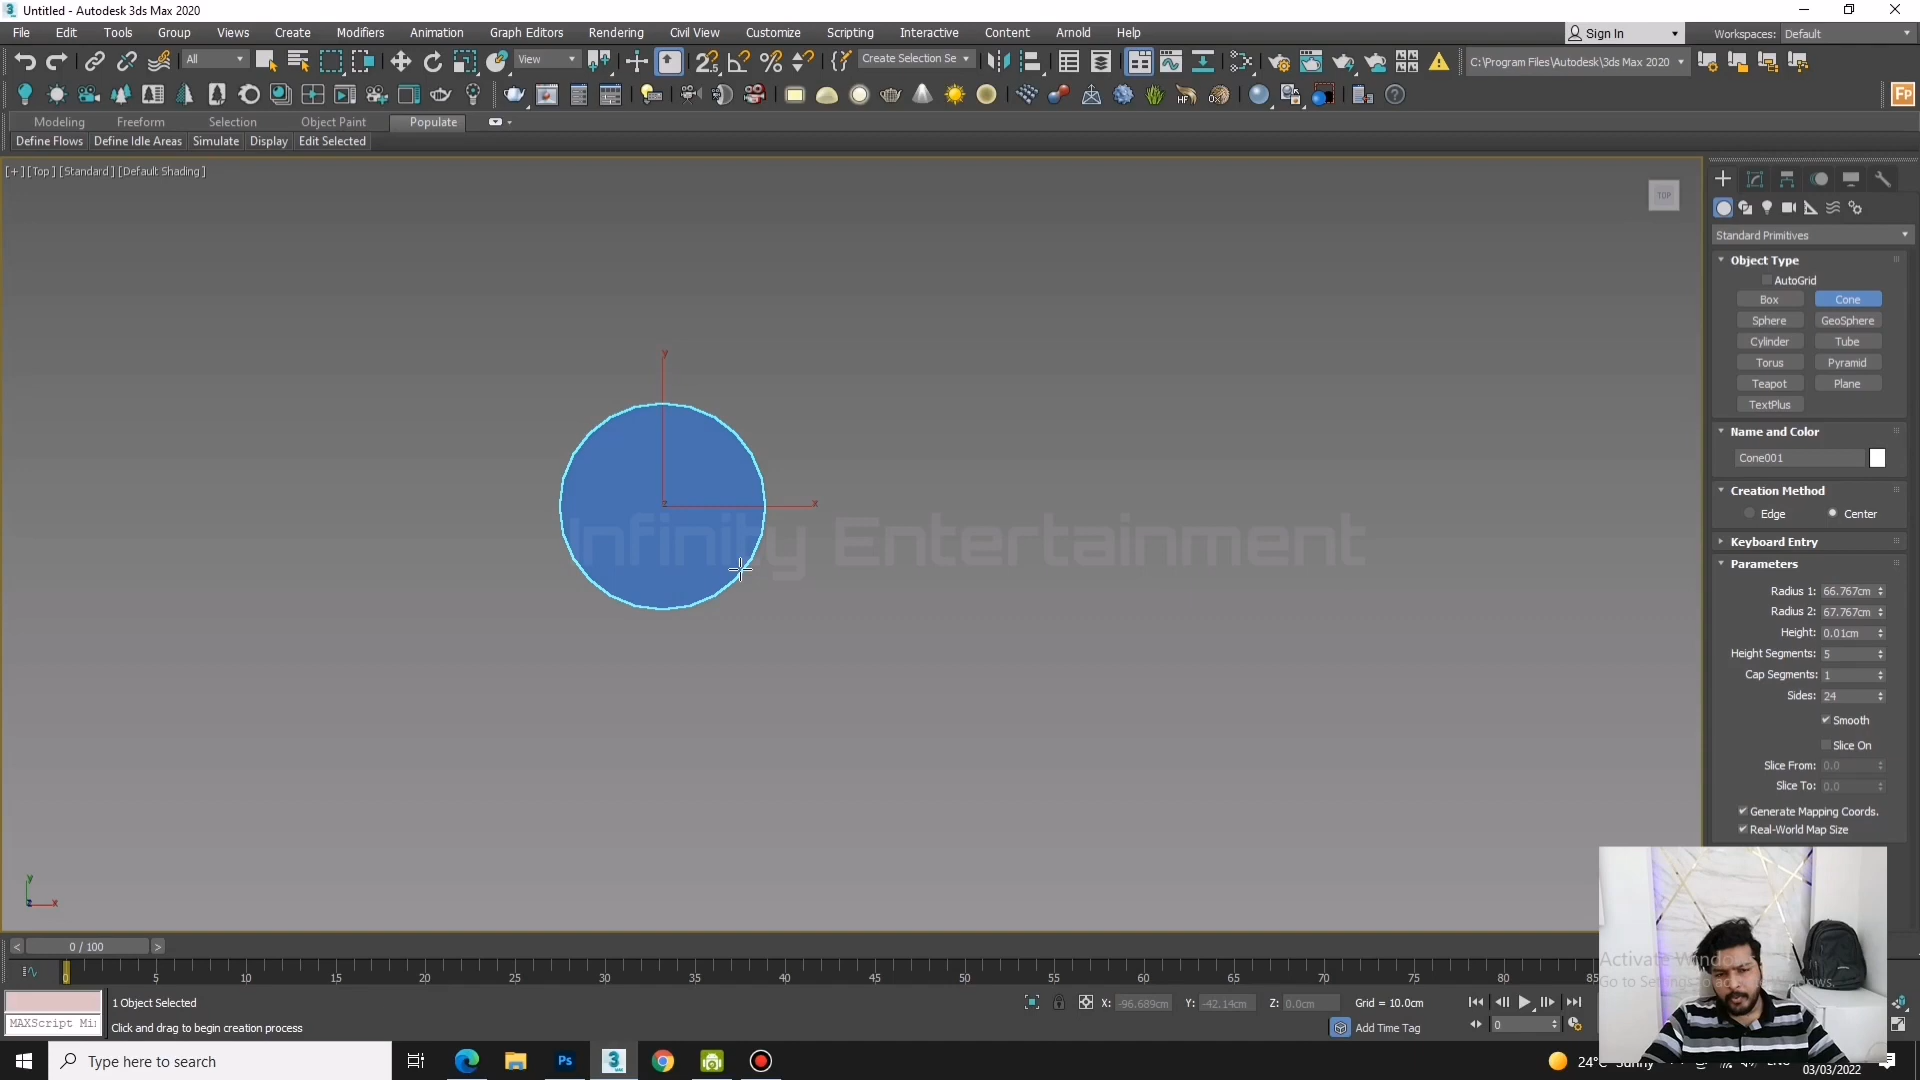 Untitled - Autodesk 3ds Max 2020
File Edit Tools Group Views Create Modifiers Animation Graph Editors Rendering Civil View Customize Scripting Interactive Content Arnold Help
Sign In
Workspaces: Default
All
View
Create Selection Se
C:\Program Files\Autodesk\3ds Max 2020
Modeling Freeform Selection Object Paint Populate
Define Flows Define Idle Areas Simulate Display Edit Selected
[+] [Top] [Standard] [Default Shading]
TOP
Standard Primitives
Object Type
AutoGrid
Box Cone
Sphere GeoSphere
Cylinder Tube
Torus Pyramid
Teapot Plane
TextPlus
Name and Color
Cone001
Creation Method
Edge Center
Keyboard Entry
Parameters
Radius 1: 66.767cm
Radius 2: 67.767cm
Height: 0.01cm
Height Segments: 5
Cap Segments: 1
Sides: 24
Smooth
Slice On
Slice From: 0.0
Slice To: 0.0
Generate Mapping Coords.
Real-World Map Size
y
z
x
Infinity Entertainment
y
z
x
< 0 / 100 >
0 5 10 15 20 25 30 35 40 45 50 55 60 65 70 75 80 85
MAXScript Mi
1 Object Selected
Click and drag to begin creation process
X: -96.689cm Y: -42.14cm Z: 0.0cm Grid = 10.0cm
Add Time Tag
0
Activate Windows
Type here to search
Ps
3
24°C Sunny
03/03/2022
HF
Fp